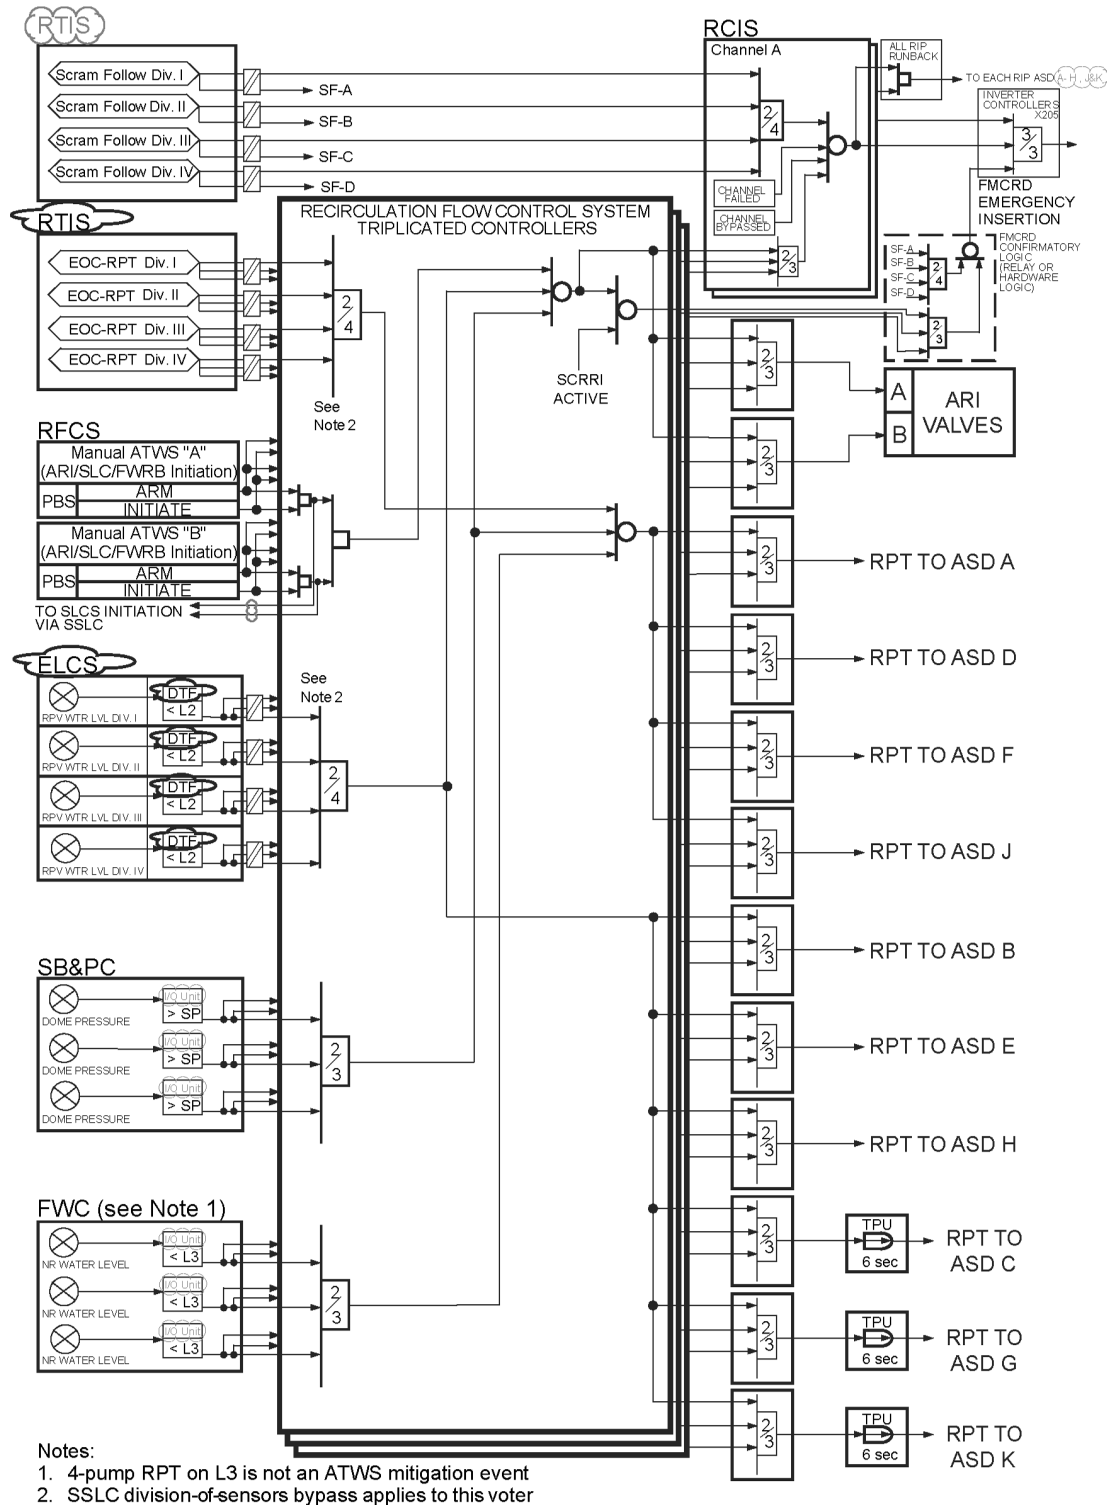 RTIS
Scram Follow Div. I
Scram Follow Div. II
Scram Follow Div. III
Scram Follow Div. IV
SF-A
SF-B
SF-C
SF-D
RCIS
Channel A
2/4
CHANNEL
FAILED
CHANNEL
BYPASSED
2/3
ALL RIP
RUNBACK
TO EACH RIP ASD A-H, J&K
INVERTER
CONTROLLERS
X205
3/3
FMCRD
EMERGENCY
INSERTION
FMCRD
CONFIRMATORY
LOGIC
(RELAY OR
HARDWARE
LOGIC)
SF-A
SF-B
SF-C
SF-D
2/4
2/3
RTIS
EOC-RPT Div. I
EOC-RPT Div. II
EOC-RPT Div. III
EOC-RPT Div. IV
RECIRCULATION FLOW CONTROL SYSTEM
TRIPLICATED CONTROLLERS
2/4
See
Note 2
SCRRI
ACTIVE
2/3
A
B
ARI
VALVES
2/3
RFCS
Manual ATWS "A"
(ARI/SLC/FWRB Initiation)
PBS
ARM
INITIATE
Manual ATWS "B"
(ARI/SLC/FWRB Initiation)
PBS
ARM
INITIATE
TO SLCS INITIATION
VIA SSLC
2/3
RPT TO ASD A
2/3
RPT TO ASD D
ELCS
DTF
< L2
RPV WTR LVL DIV. I
DTF
< L2
RPV WTR LVL DIV. II
DTF
< L2
RPV WTR LVL DIV. III
DTF
< L2
RPV WTR LVL DIV. IV
See
Note 2
2/4
2/3
RPT TO ASD F
2/3
RPT TO ASD J
2/3
RPT TO ASD B
SB&PC
I/O Unit
> SP
DOME PRESSURE
I/O Unit
> SP
DOME PRESSURE
I/O Unit
> SP
DOME PRESSURE
2/3
2/3
RPT TO ASD E
2/3
RPT TO ASD H
FWC (see Note 1)
I/O Unit
< L3
NR WATER LEVEL
I/O Unit
< L3
NR WATER LEVEL
I/O Unit
< L3
NR WATER LEVEL
2/3
2/3
TPU
6 sec
RPT TO
ASD C
2/3
TPU
6 sec
RPT TO
ASD G
2/3
TPU
6 sec
RPT TO
ASD K
Notes:
1. 4-pump RPT on L3 is not an ATWS mitigation event
2. SSLC division-of-sensors bypass applies to this voter